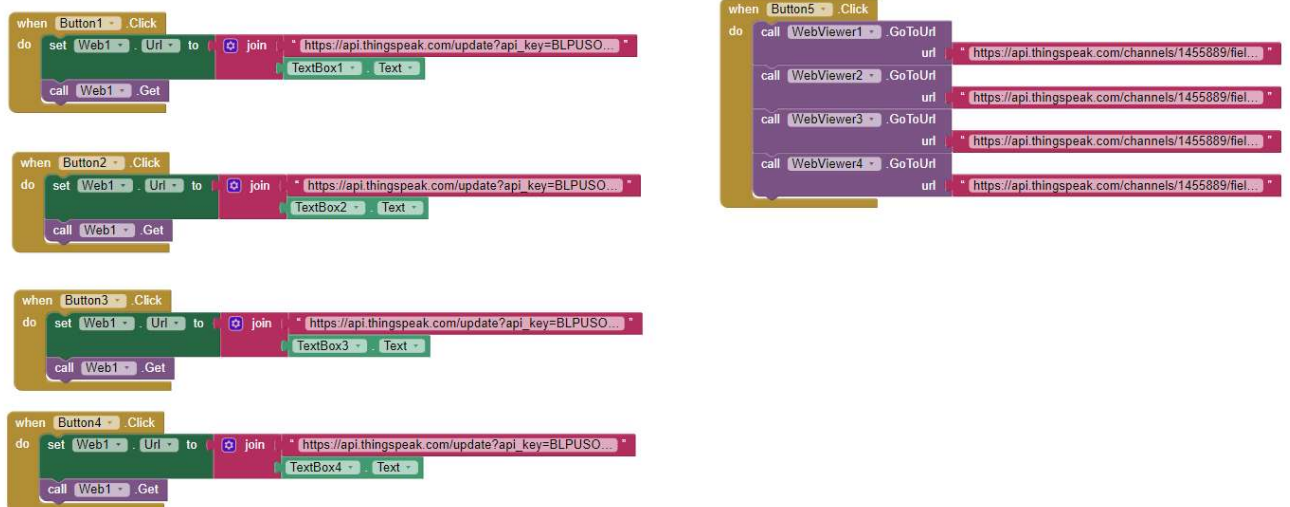 when Button1 .Click
do set Web1 . Url to join " https://api.thingspeak.com/update?api_key=BLPUSO... "
TextBox1 . Text
call Web1 .Get
when Button2 .Click
do set Web1 . Url to join " https://api.thingspeak.com/update?api_key=BLPUSO... "
TextBox2 . Text
call Web1 .Get
when Button3 .Click
do set Web1 . Url to join " https://api.thingspeak.com/update?api_key=BLPUSO... "
TextBox3 . Text
call Web1 .Get
when Button4 .Click
do set Web1 . Url to join " https://api.thingspeak.com/update?api_key=BLPUSO... "
TextBox4 . Text
call Web1 .Get
when Button5 .Click
do call WebViewer1 .GoToUrl
url " https://api.thingspeak.com/channels/1455889/fiel... "
call WebViewer2 .GoToUrl
url " https://api.thingspeak.com/channels/1455889/fiel... "
call WebViewer3 .GoToUrl
url " https://api.thingspeak.com/channels/1455889/fiel... "
call WebViewer4 .GoToUrl
url " https://api.thingspeak.com/channels/1455889/fiel... "